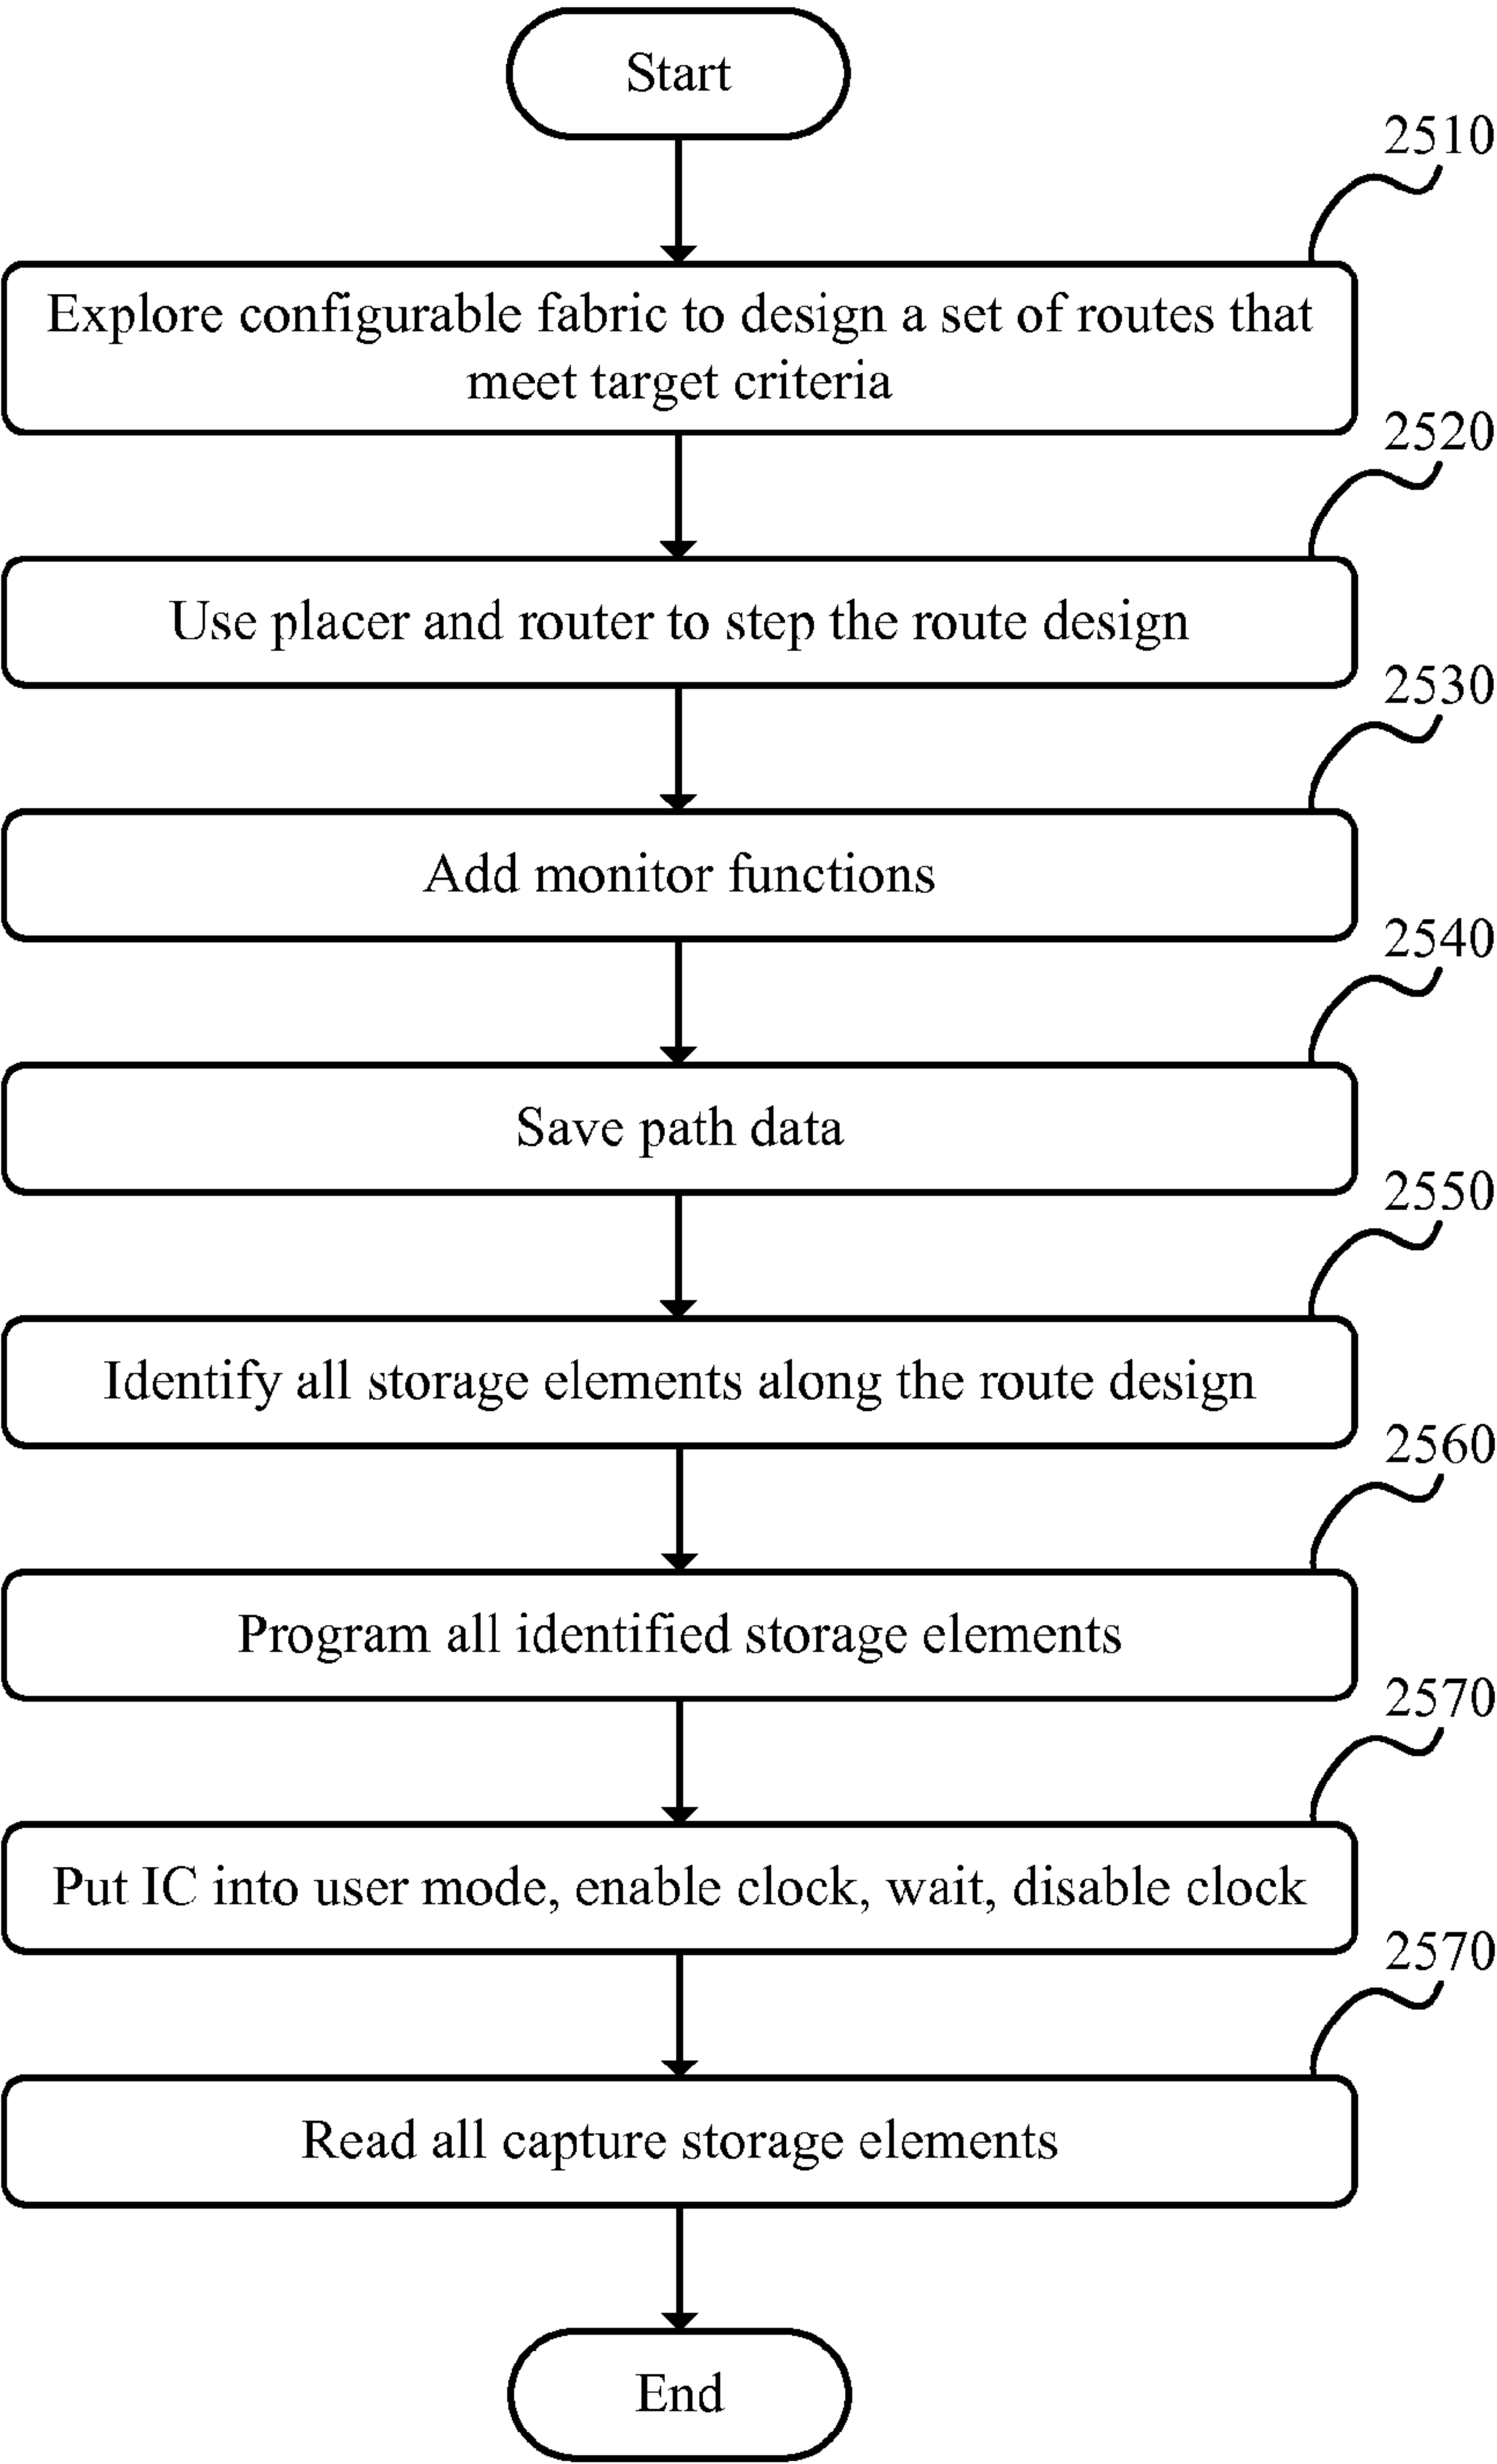 Start
2510
Explore configurable fabric to design a set of routes that
meet target criteria
2520
Use placer and router to step the route design
2530
Add monitor functions
2540
Save path data
2550
Identify all storage elements along the route design
2560
Program all identified storage elements
2570
Put IC into user mode, enable clock, wait, disable clock
2570
Read all capture storage elements
End